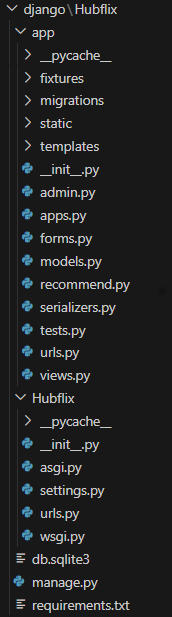 django\Hubflix
app
__pycache__
fixtures
migrations
static
templates
__init__.py
admin.py
apps.py
forms.py
models.py
recommend.py
serializers.py
tests.py
urls.py
views.py
Hubflix
__pycache__
__init__.py
asgi.py
settings.py
urls.py
wsgi.py
db.sqlite3
manage.py
requirements.txt